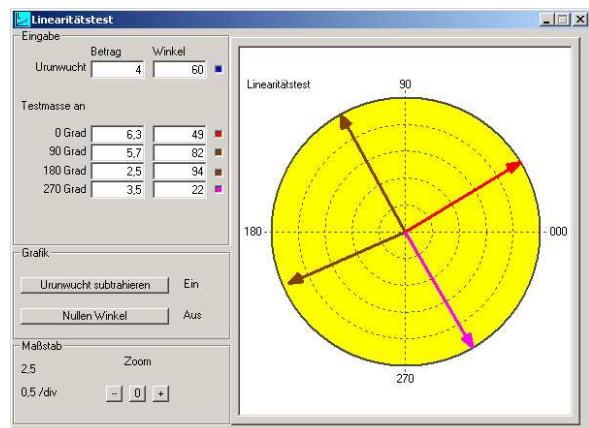 Linearitätstest
Eingabe
Betrag Winkel
Urunwucht 4 60
Testmasse an
0 Grad 6,3 49
90 Grad 5,7 82
180 Grad 2,5 94
270 Grad 3,5 22
Grafik
Urunwucht subtrahieren Ein
Nullen Winkel Aus
Maßstab
2,5 Zoom
0,5 /div -- 0 +
Linearitätstest
90
180
000
270